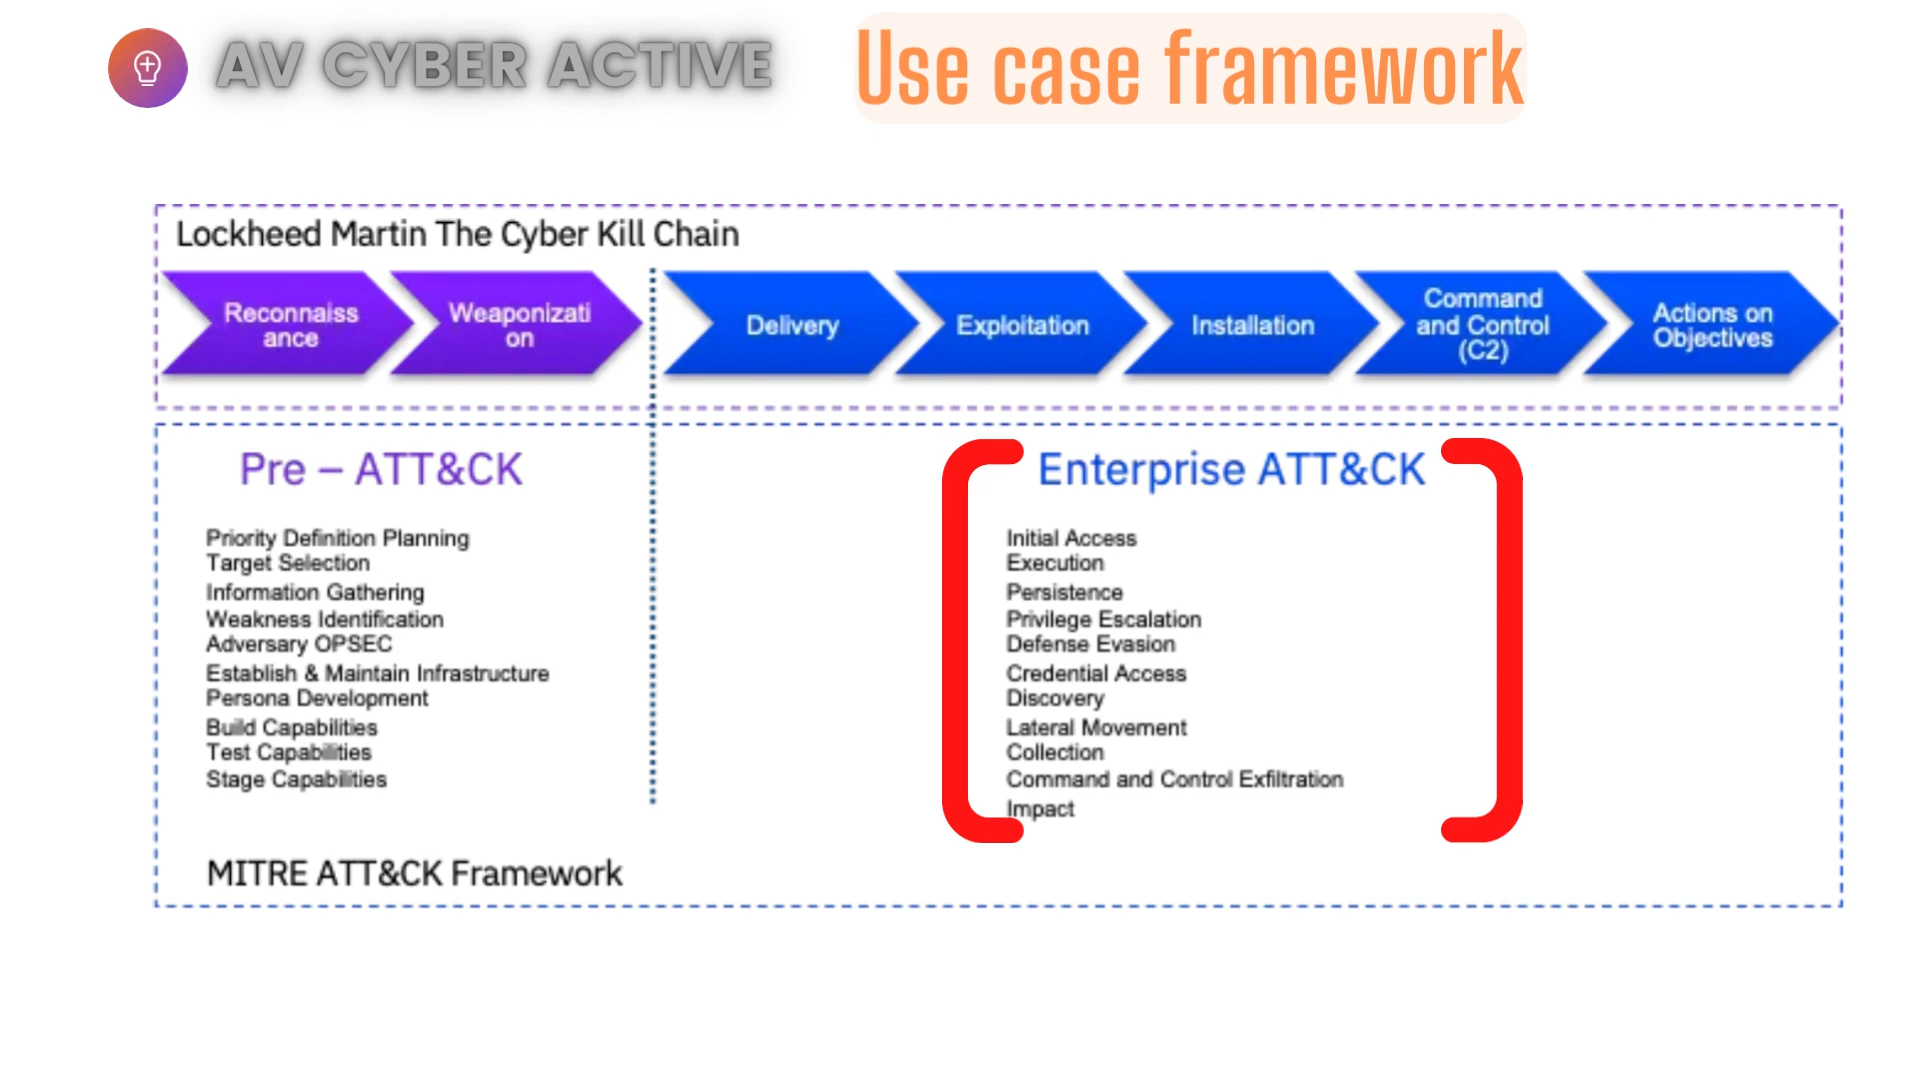 AV CYBER ACTIVE
Use case framework
Lockheed Martin The Cyber Kill Chain
Reconnaiss
ance
Weaponizati
on
Delivery
Exploitation
Installation
Command
and Control
(C2)
Actions on
Objectives
Pre – ATT&CK
Priority Definition Planning
Target Selection
Information Gathering
Weakness Identification
Adversary OPSEC
Establish & Maintain Infrastructure
Persona Development
Build Capabilities
Test Capabilities
Stage Capabilities
Enterprise ATT&CK
Initial Access
Execution
Persistence
Privilege Escalation
Defense Evasion
Credential Access
Discovery
Lateral Movement
Collection
Command and Control Exfiltration
Impact
MITRE ATT&CK Framework